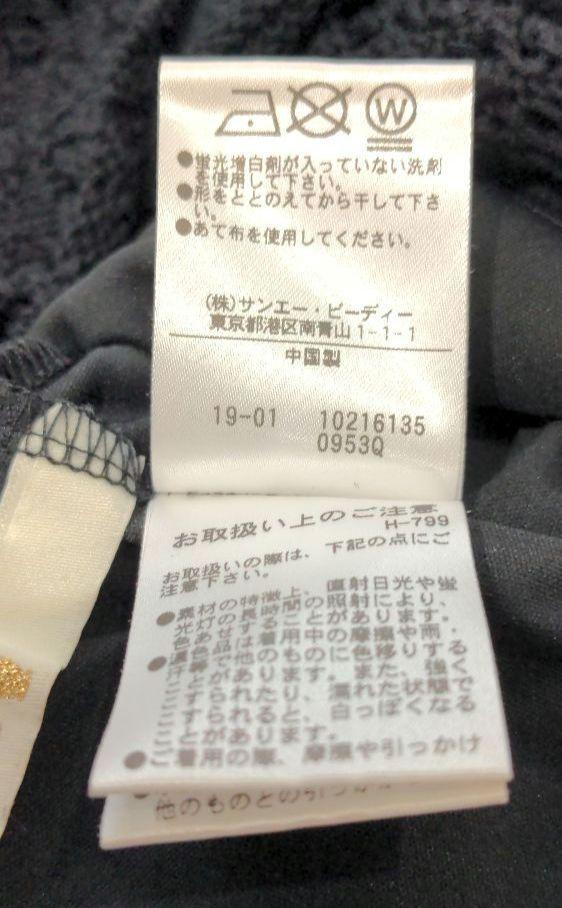 W
●蛍光増白剤が入っていない洗剤
を使用して下さい。
●形をととのえてから干して下さ
い。
●あて布を使用してください。
(株)サンエー・ビーディー
東京都港区南青山1-1-1
中国製
19-01 10216135
0953Q
お取扱い上のご注意
H-799
お取扱いの際は、下記の点にご
注意下さい。
●素材の特徴上、直射日光や蛍
光灯の長時間の照射により、
色あせすることがあります。
●濃色品は着用中の摩擦や雨・
汗等で他のものに色移りする
ことがあります。また、強く
こすられたり、濡れた状態で
こすられると、白っぽくなる
ことがあります。
●ご着用の際、摩擦や引っかけ
他のものとの引っ